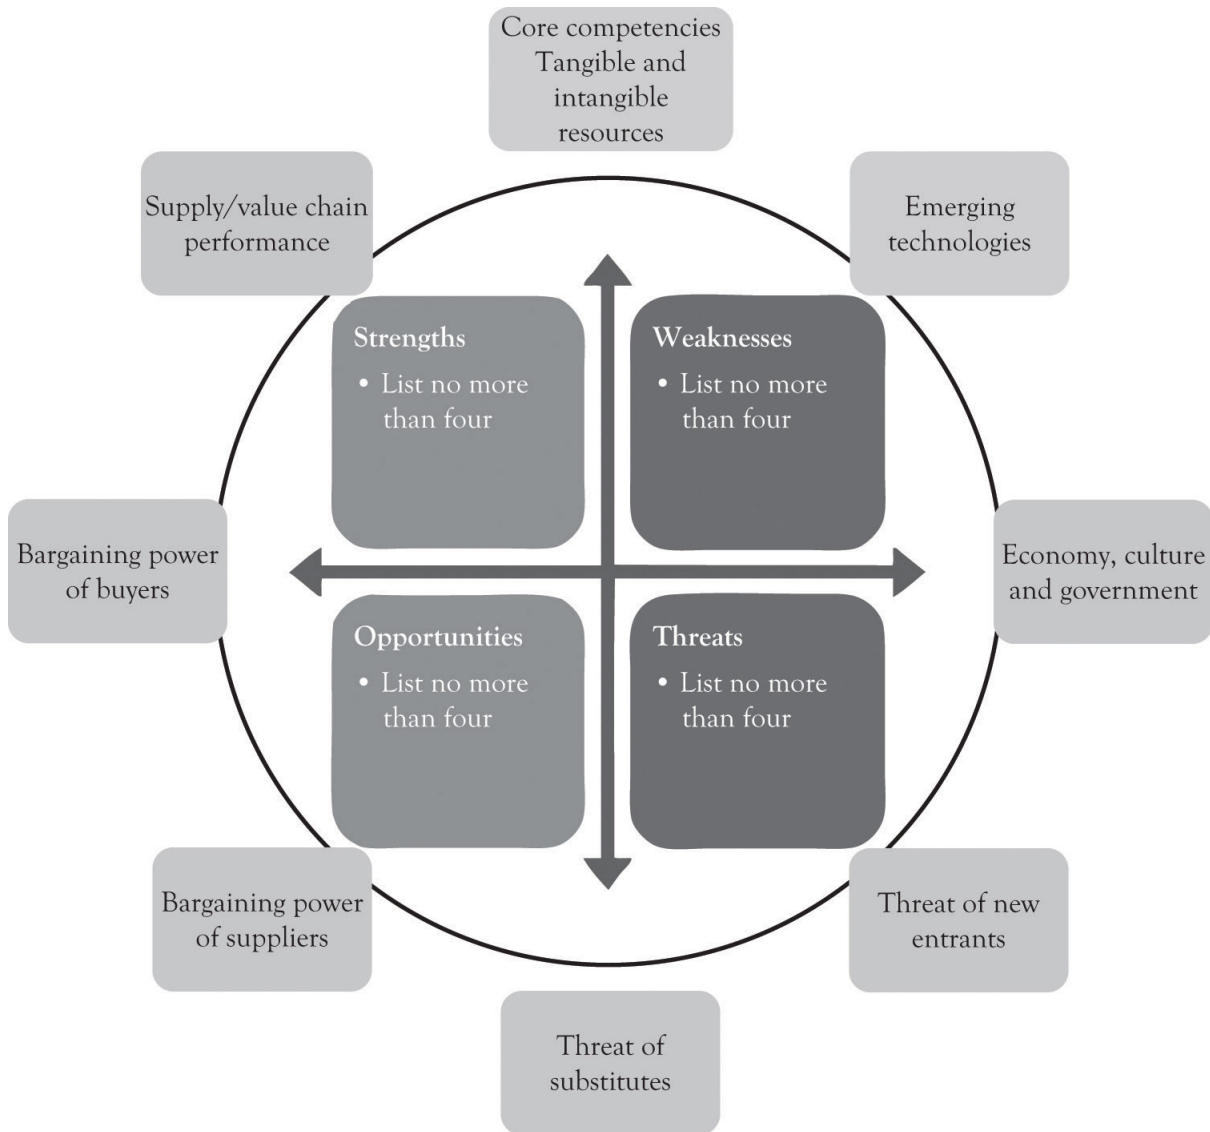 Core competencies
Tangible and
intangible
resources
Supply/value chain
performance
Emerging
technologies
Strengths
• List no more
than four
Weaknesses
• List no more
than four
Bargaining power
of buyers
Economy, culture
and government
Opportunities
• List no more
than four
Threats
• List no more
than four
Bargaining power
of suppliers
Threat of new
entrants
Threat of
substitutes